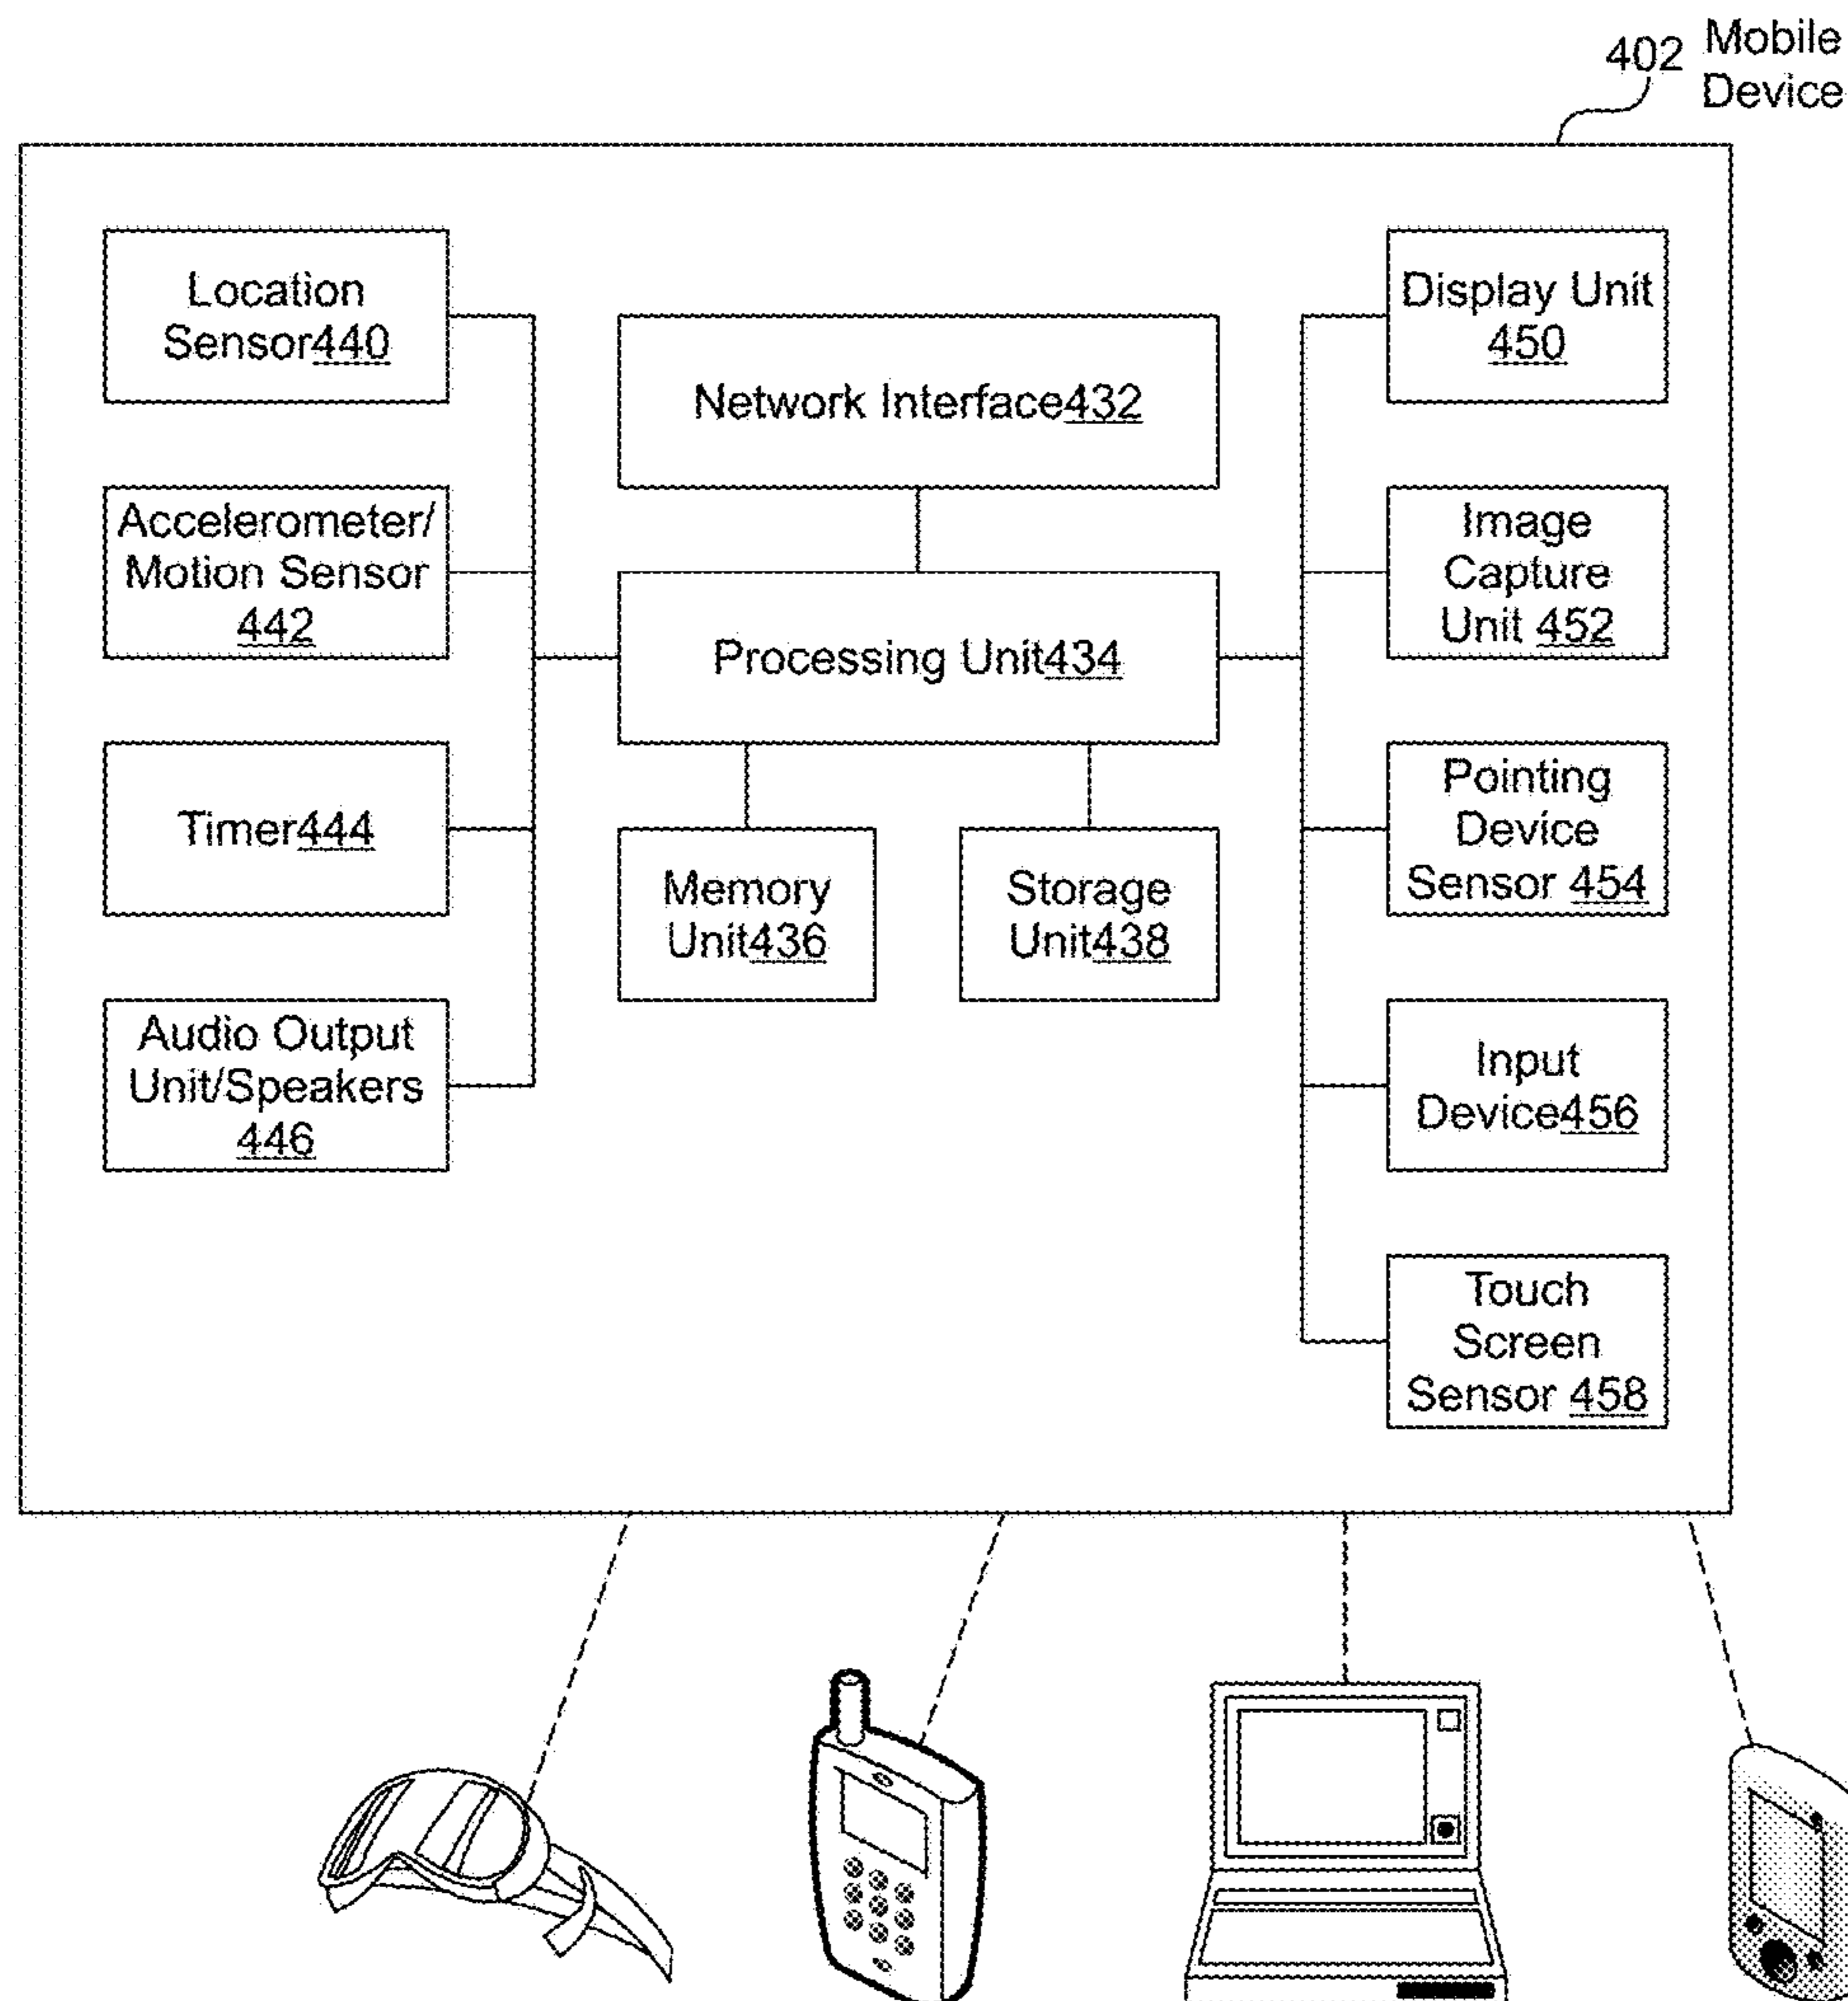 402 Mobile
Device
Location
Sensor440
Network Interface432
Display Unit
450
Accelerometer/
Motion Sensor
442
Image
Capture
Unit 452
Processing Unit434
Timer444
Pointing
Device
Sensor 454
Memory
Unit436
Storage
Unit438
Audio Output
Unit/Speakers
446
Input
Device456
Touch
Screen
Sensor 458